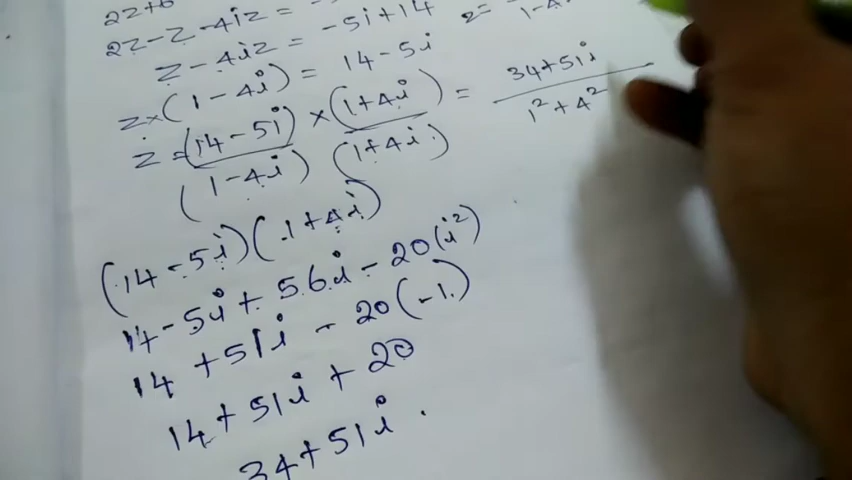 2z+6
2z-z-4iz = -5i+14
z-4iz = 14-5i
z×(1-4i) =
z = (14-5i)/(1-4i) × (1+4i)/(1+4i) = 34+51i/1²+4²
(14-5i)(1+4i)
14-5i+56i-20(i²)
14+51i-20(-1)
14+51i+20
34+51i.